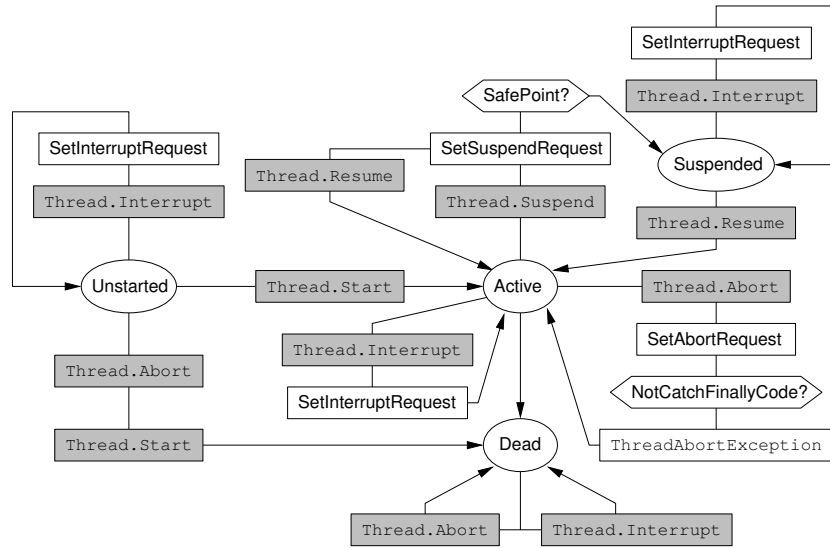 SetInterruptRequest
Thread.Interrupt
SafePoint?
SetInterruptRequest
SetSuspendRequest
Suspended
Thread.Resume
Thread.Interrupt
Thread.Suspend
Thread.Resume
Unstarted
Thread.Start
Active
Thread.Abort
Thread.Interrupt
SetAbortRequest
Thread.Abort
NotCatchFinallyCode?
SetInterruptRequest
Thread.Start
Dead
ThreadAbortException
Thread.Abort
Thread.Interrupt